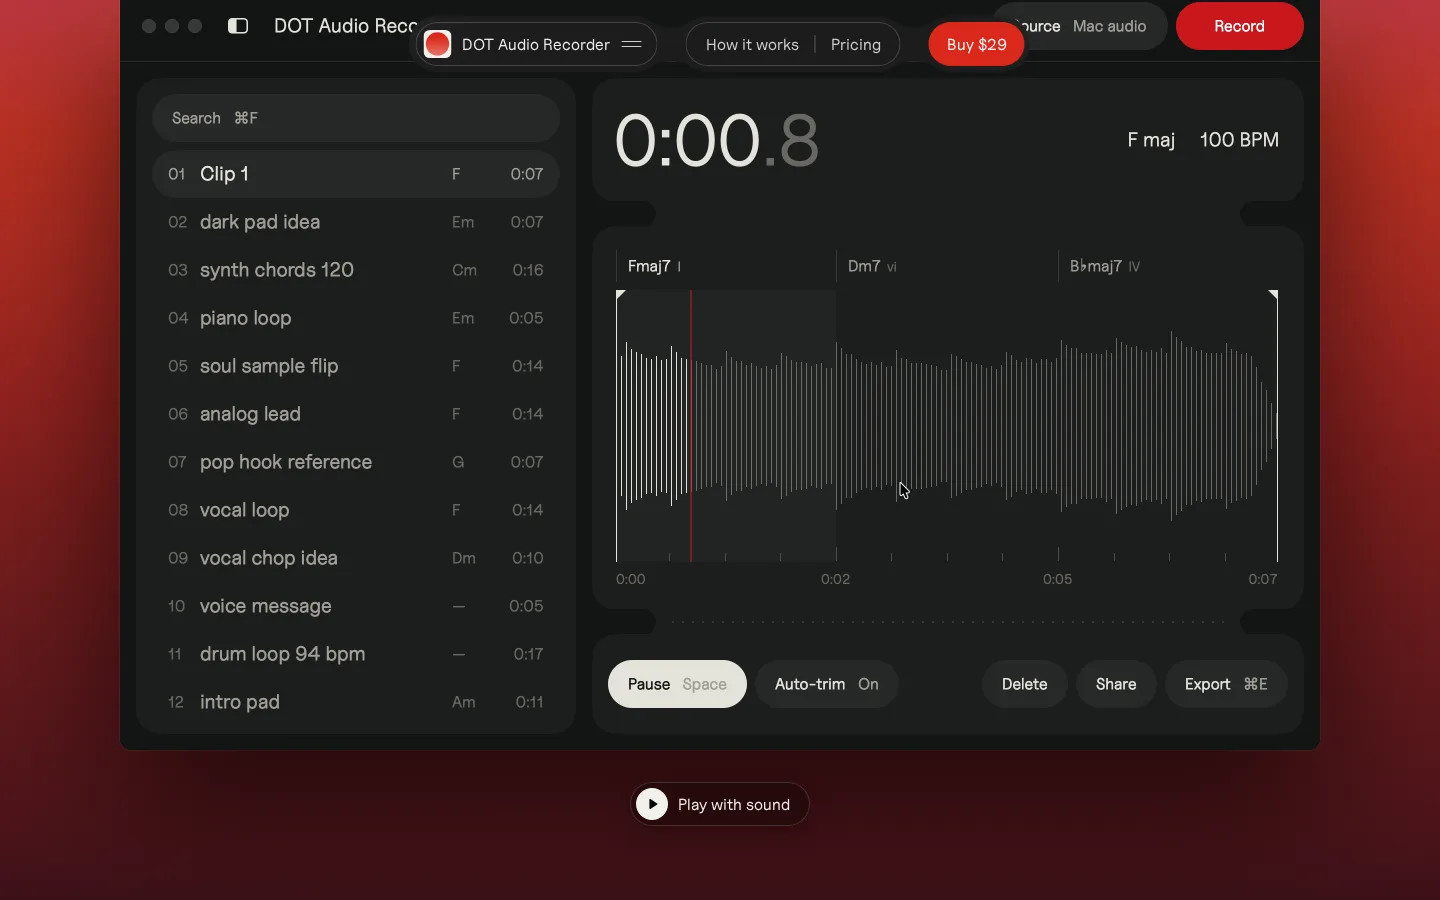 DOT Audio Reco
DOT Audio Recorder
How it works
Pricing
Buy $29
ource Mac audio
Record
Search ⌘F
01 Clip 1 F 0:07
02 dark pad idea Em 0:07
03 synth chords 120 Cm 0:16
04 piano loop Em 0:05
05 soul sample flip F 0:14
06 analog lead F 0:14
07 pop hook reference G 0:07
08 vocal loop F 0:14
09 vocal chop idea Dm 0:10
10 voice message — 0:05
11 drum loop 94 bpm — 0:17
12 intro pad Am 0:11
0:00.8
F maj 100 BPM
Fmaj7 I
Dm7 vi
B♭maj7 IV
0:00 0:02 0:05 0:07
Pause Space
Auto-trim On
Delete
Share
Export ⌘E
Play with sound